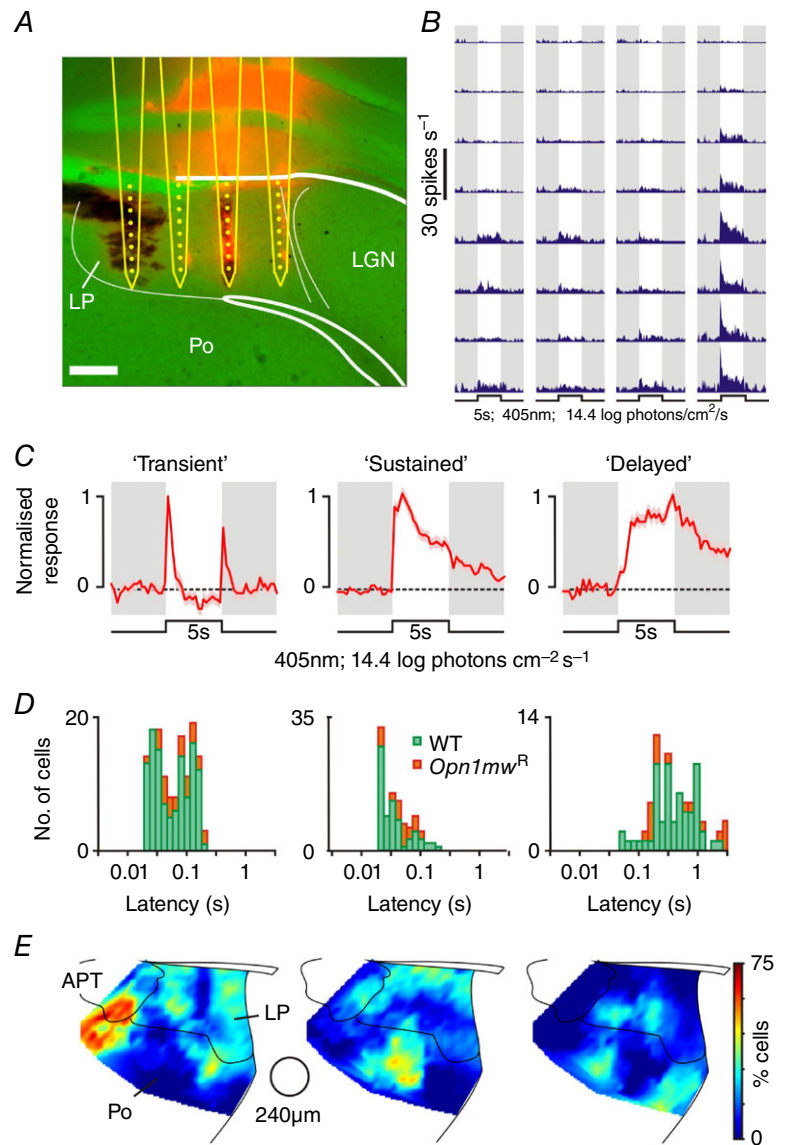 A
LP
Po
LGN
B
30 spikes s–1
5s; 405nm; 14.4 log photons/cm2/s
C
'Transient'
'Sustained'
'Delayed'
Normalised response
1
0
1
0
1
0
5s
5s
5s
405nm; 14.4 log photons cm–2 s–1
D
No. of cells
20
0
35
0
14
0
WT
Opn1mwR
0.01 0.1 1
0.01 0.1 1
0.01 0.1 1
Latency (s)
Latency (s)
Latency (s)
E
APT
LP
Po
240µm
75
% cells
0